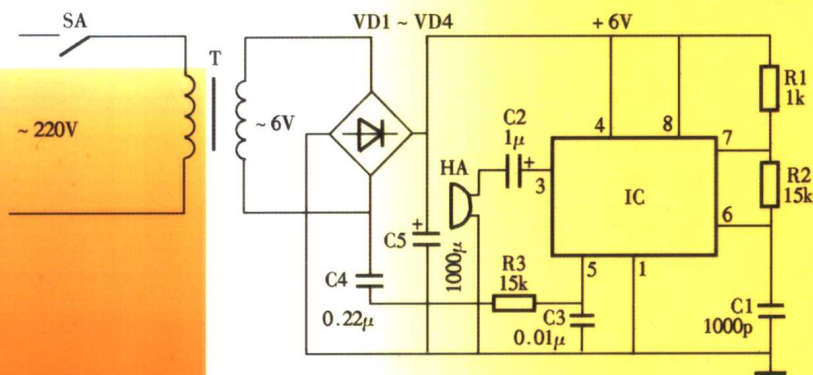 SA
T
~ 220V
~ 6V
VD1 ~ VD4
+ 6V
C2
1μ
+
HA
3
4
8
7
6
5
1
IC
R1
1k
R2
15k
R3
15k
C1
1000p
C3
0.01μ
C4
0.22μ
C5
+
1000μ